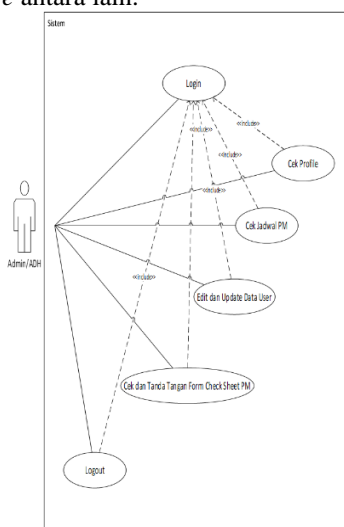 e antara lain:
Sistem
Login
<<include>>
<<include>>
<<include>>
Cek Profile
<<include>>
Cek Jadwal PM
Admin/ADH
<<include>>
Edit dan Update Data User
Cek dan Tanda Tangan Form Check Sheet PM
Logout